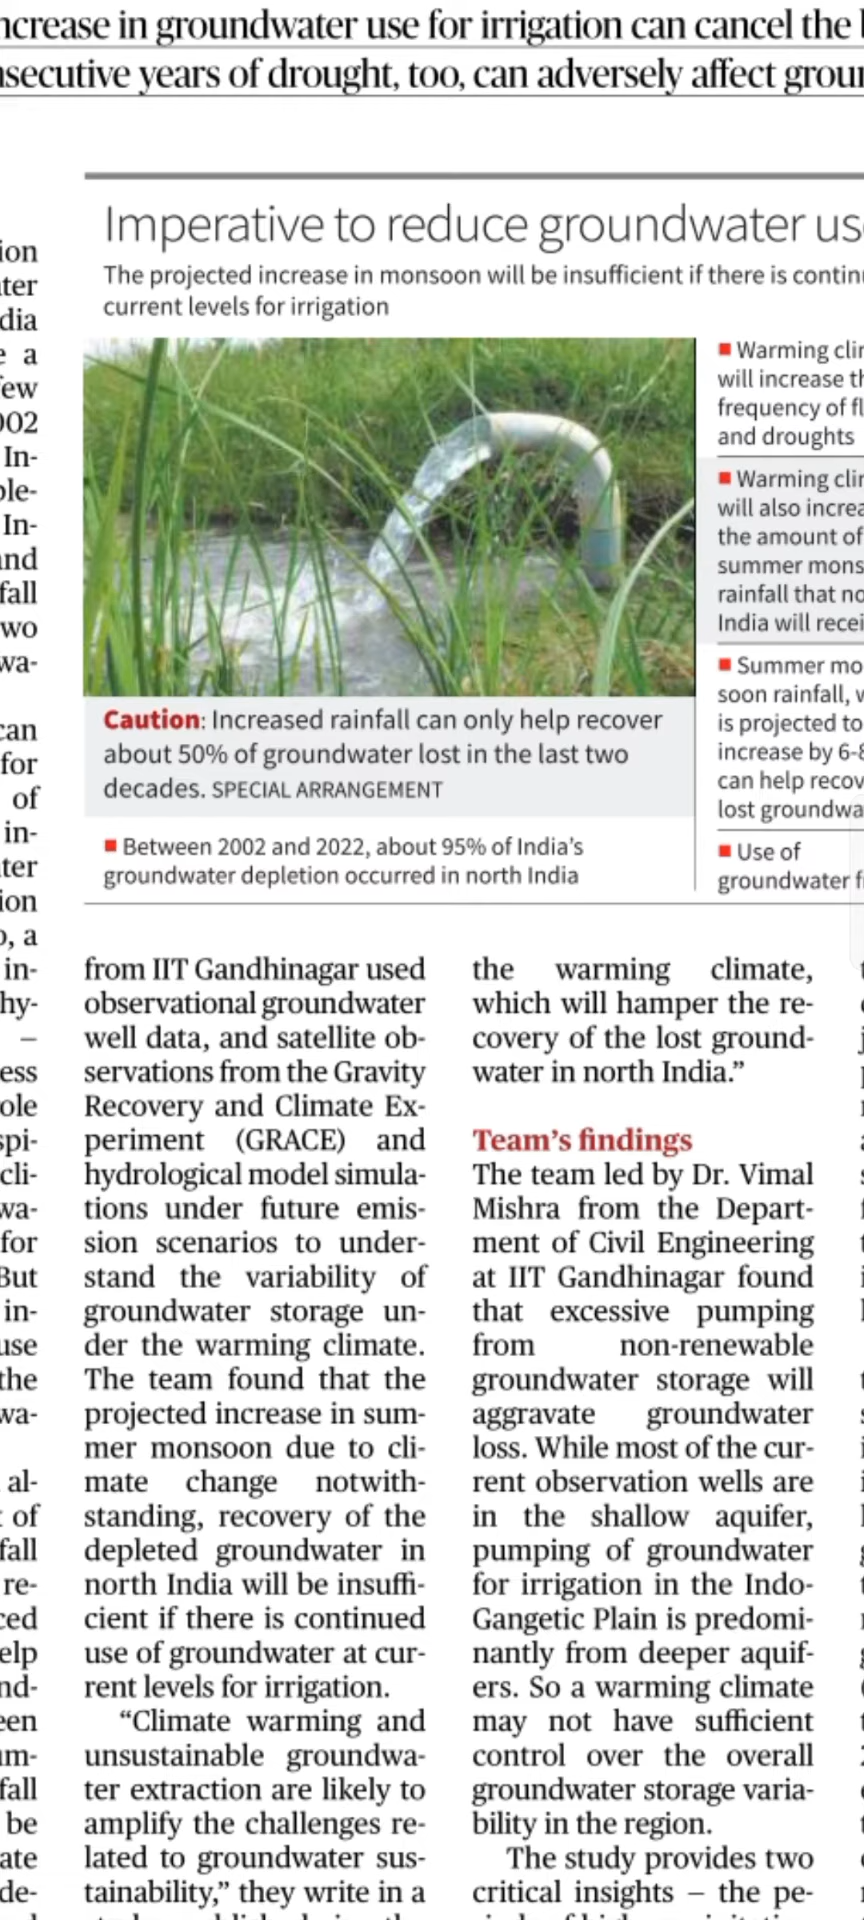 increase in groundwater use for irrigation can cancel the
consecutive years of drought, too, can adversely affect
Imperative to reduce groundwater
The projected increase in monsoon will be insufficient if there is
current levels for irrigation
Caution: Increased rainfall can only help recover
about 50% of groundwater lost in the last two
decades. SPECIAL ARRANGEMENT
■ Between 2002 and 2022, about 95% of India’s
groundwater depletion occurred in north India
■ Warming
will increase
frequency of
and droughts
■ Warming
will also
the amount of
summer
rainfall that
India will
■ Summer mon-
soon rainfall,
is projected to
increase by
can help
lost
■ Use of
groundwater
for
of
in-
in-
the
al-
of
re-
be
de-
from IIT Gandhinagar used
observational groundwater
well data, and satellite ob-
servations from the Gravity
Recovery and Climate Ex-
periment (GRACE) and
hydrological model simula-
tions under future emis-
sion scenarios to under-
stand the variability of
groundwater storage un-
der the warming climate.
The team found that the
projected increase in sum-
mer monsoon due to cli-
mate change notwith-
standing, recovery of the
depleted groundwater in
north India will be insuffi-
cient if there is continued
use of groundwater at cur-
rent levels for irrigation.
“Climate warming and
unsustainable groundwa-
ter extraction are likely to
amplify the challenges re-
lated to groundwater sus-
tainability,” they write in a
the warming climate,
which will hamper the re-
covery of the lost ground-
water in north India.”
Team’s findings
The team led by Dr. Vimal
Mishra from the Depart-
ment of Civil Engineering
at IIT Gandhinagar found
that excessive pumping
from non-renewable
groundwater storage will
aggravate groundwater
loss. While most of the cur-
rent observation wells are
in the shallow aquifer,
pumping of groundwater
for irrigation in the Indo-
Gangetic Plain is predomi-
nantly from deeper aquif-
ers. So a warming climate
may not have sufficient
control over the overall
groundwater storage varia-
bility in the region.
The study provides two
critical insights – the pe-